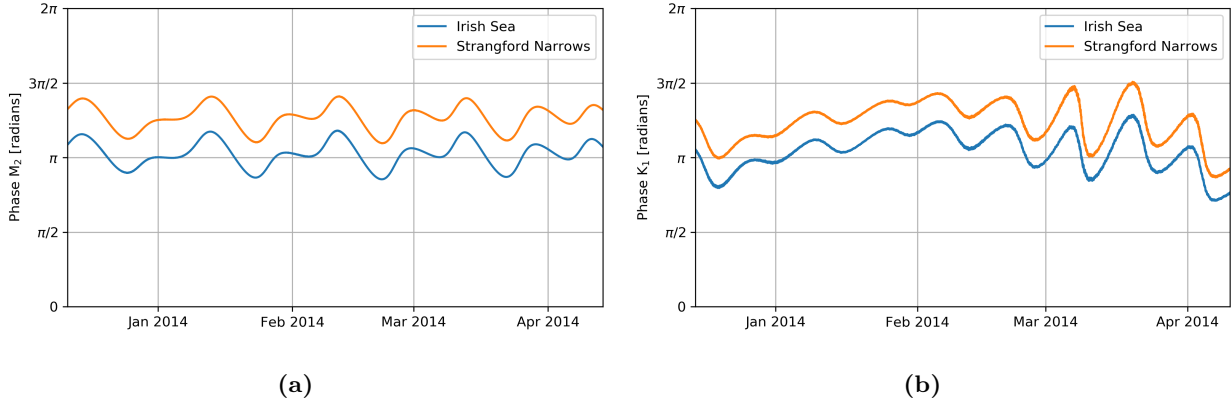 2π
3π/2
π
π/2
0
Phase M₂ [radians]
Irish Sea
Strangford Narrows
Jan 2014 Feb 2014 Mar 2014 Apr 2014
(a)
2π
3π/2
π
π/2
0
Phase K₁ [radians]
Irish Sea
Strangford Narrows
Jan 2014 Feb 2014 Mar 2014 Apr 2014
(b)